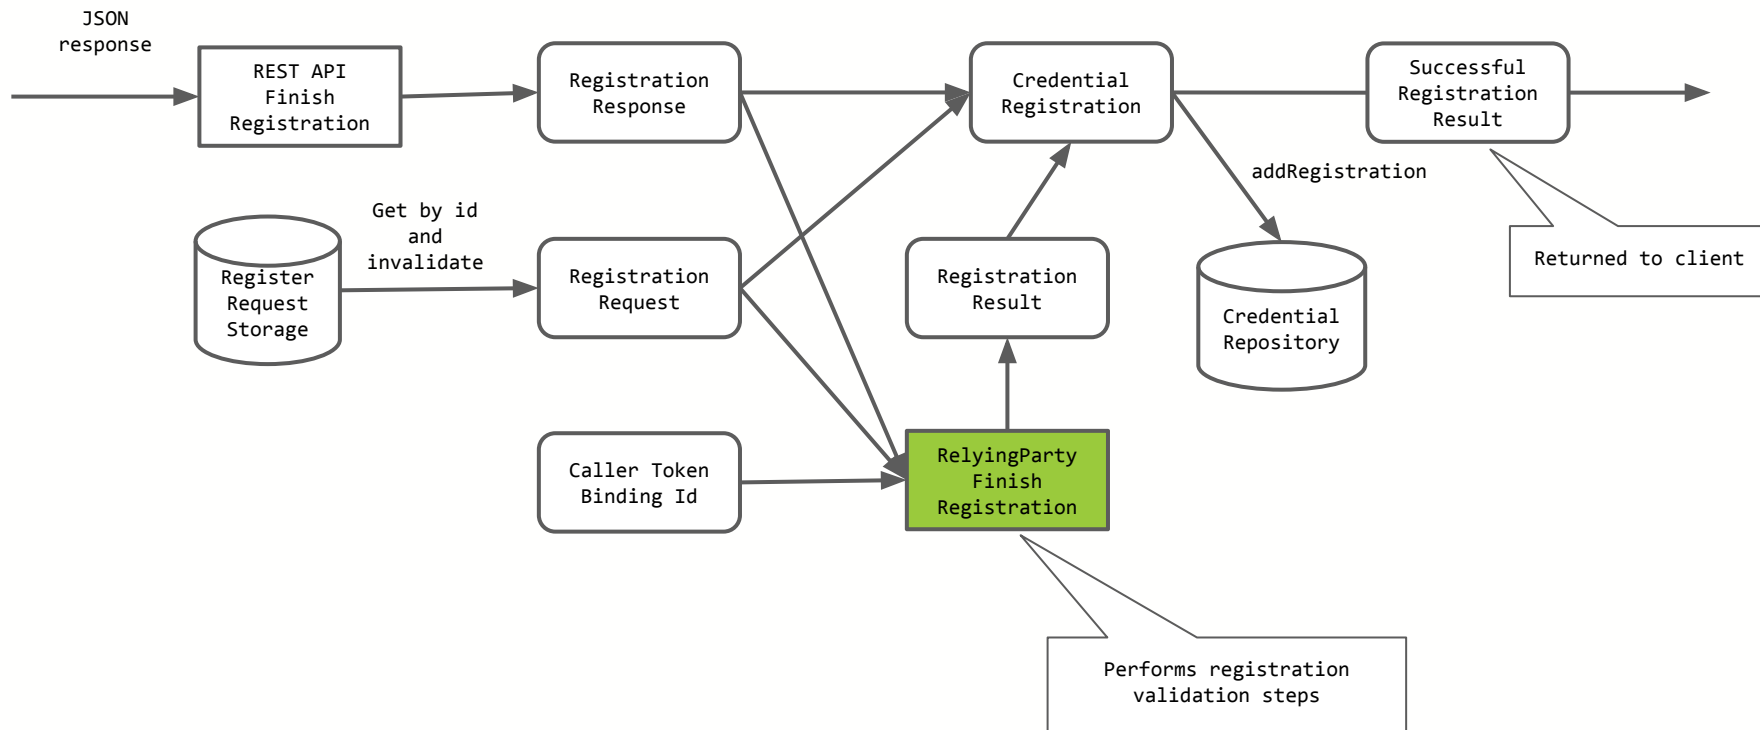 JSON
response
REST API
Finish
Registration
Registration
Response
Credential
Registration
Successful
Registration
Result
addRegistration
Get by id
and
invalidate
Register
Request
Storage
Registration
Request
Registration
Result
Credential
Repository
Returned to client
Caller Token
Binding Id
RelyingParty
Finish
Registration
Performs registration
validation steps